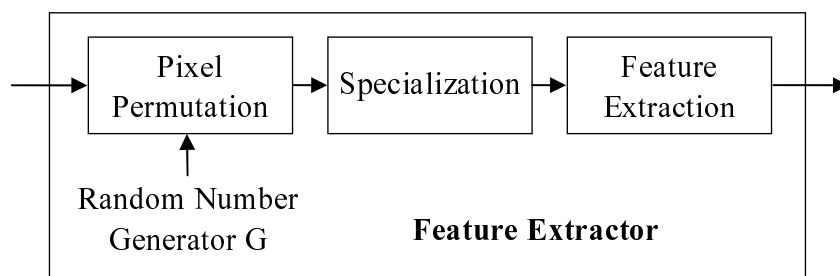 Pixel
Permutation
Specialization
Feature
Extraction
Random Number
Generator G
Feature Extractor